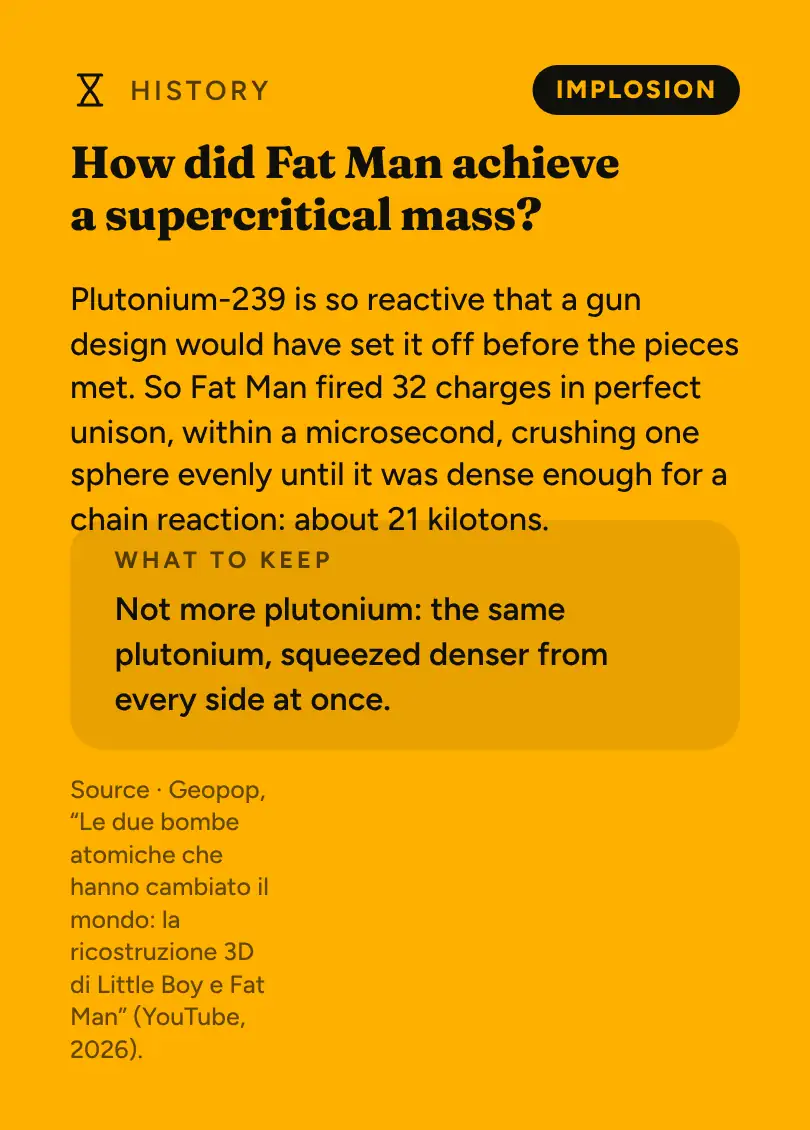 HISTORY
IMPLOSION
How did Fat Man achieve
a supercritical mass?
Plutonium-239 is so reactive that a gun
design would have set it off before the pieces
met. So Fat Man fired 32 charges in perfect
unison, within a microsecond, crushing one
sphere evenly until it was dense enough for a
chain reaction: about 21 kilotons.
WHAT TO KEEP
Not more plutonium: the same
plutonium, squeezed denser from
every side at once.
Source · Geopop,
“Le due bombe
atomiche che
hanno cambiato il
mondo: la
ricostruzione 3D
di Little Boy e Fat
Man” (YouTube,
2026).